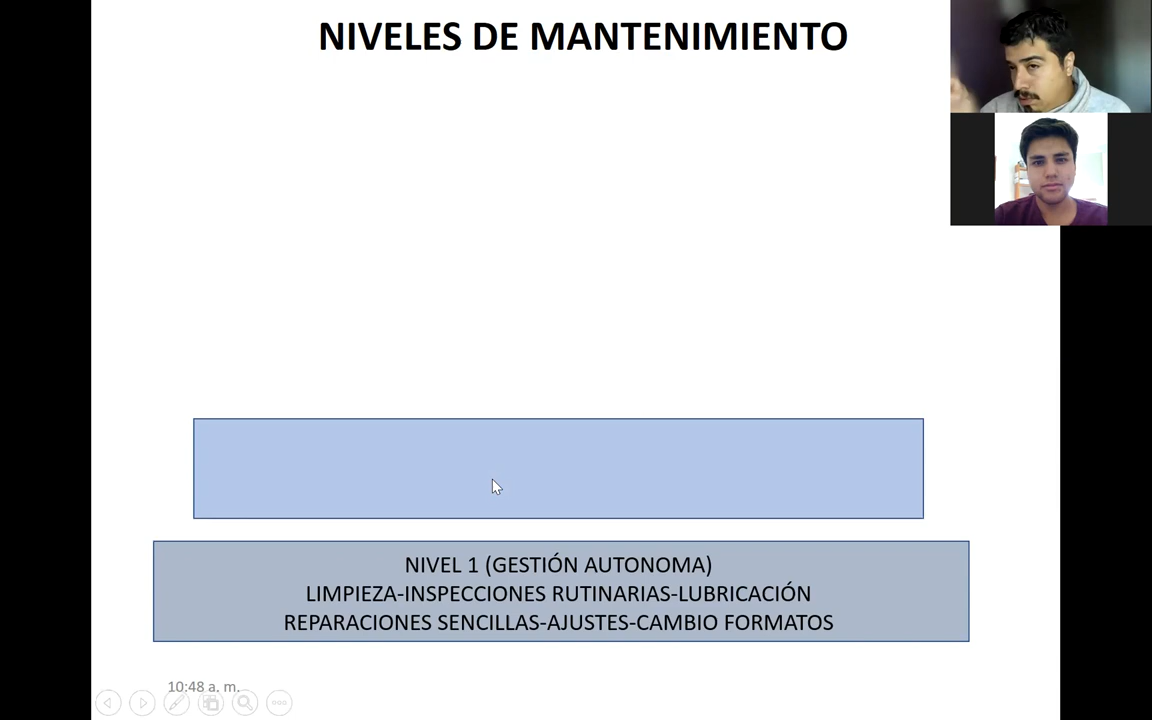 NIVELES DE MANTENIMIENTO
NIVEL 1 (GESTIÓN AUTONOMA)
LIMPIEZA-INSPECCIONES RUTINARIAS-LUBRICACIÓN
REPARACIONES SENCILLAS-AJUSTES-CAMBIO FORMATOS
10:48 a. m.